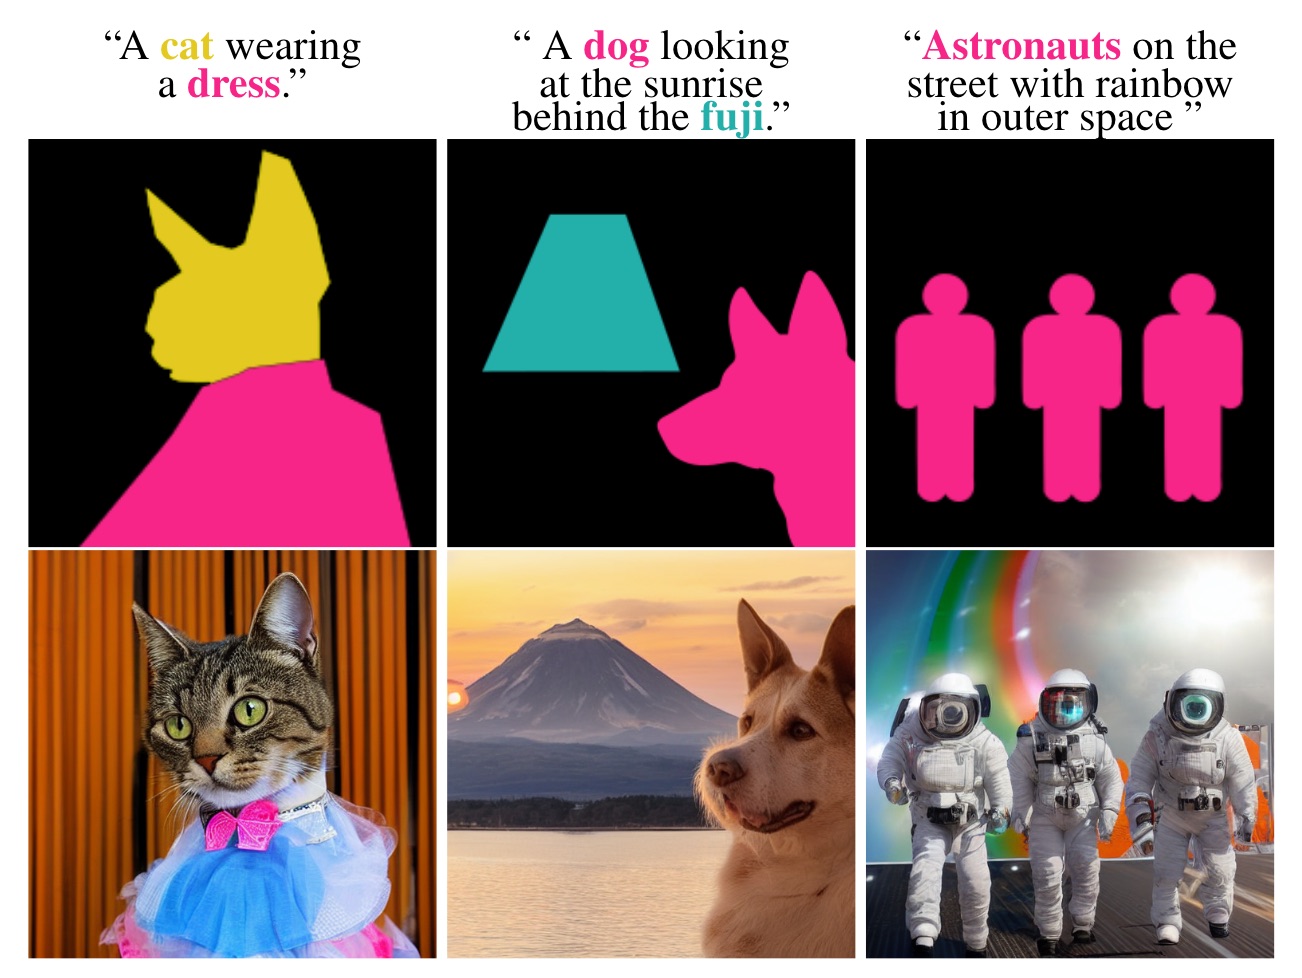 “A cat wearing
a dress.”
“ A dog looking
at the sunrise
behind the fuji.”
“Astronauts on the
street with rainbow
in outer space ”